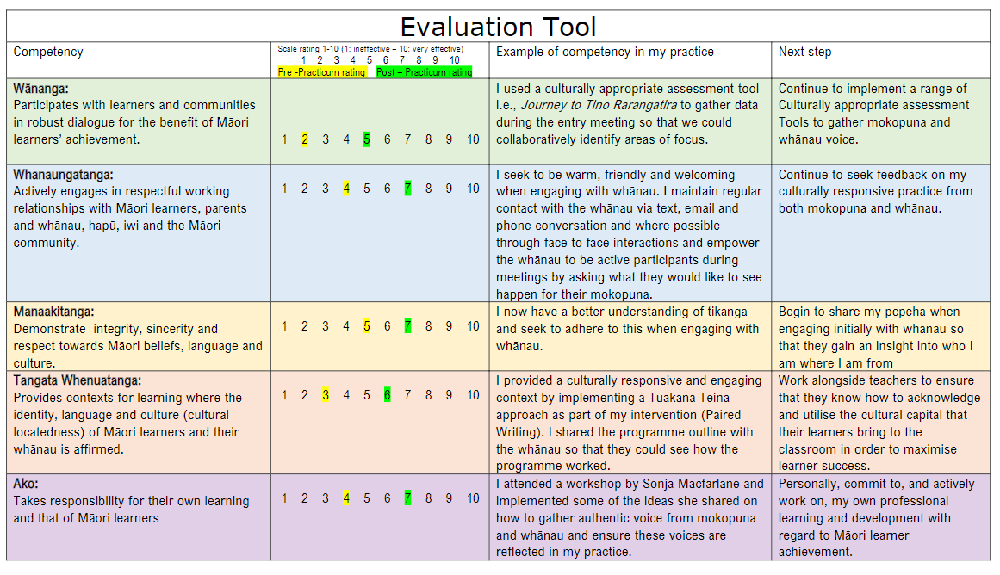 Evaluation Tool
Competency
Scale rating 1-10 (1: ineffective – 10: very effective)
1 2 3 4 5 6 7 8 9 10
Pre -Practicum rating Post – Practicum rating
Example of competency in my practice
Next step
Wānanga:
Participates with learners and communities
in robust dialogue for the benefit of Māori
learners' achievement.
1 2 3 4 5 6 7 8 9 10
I used a culturally appropriate assessment tool
i.e., Journey to Tino Rarangatira to gather data
during the entry meeting so that we could
collaboratively identify areas of focus.
Continue to implement a range of
Culturally appropriate assessment
Tools to gather mokopuna and
whānau voice.
Whanaungatanga:
Actively engages in respectful working
relationships with Māori learners, parents
and whānau, hapū, iwi and the Māori
community.
1 2 3 4 5 6 7 8 9 10
I seek to be warm, friendly and welcoming
when engaging with whānau. I maintain regular
contact with the whānau via text, email and
phone conversation and where possible
through face to face interactions and empower
the whānau to be active participants during
meetings by asking what they would like to see
happen for their mokopuna.
Continue to seek feedback on my
culturally responsive practice from
both mokopuna and whānau.
Manaakitanga:
Demonstrate integrity, sincerity and
respect towards Māori beliefs, language and
culture.
1 2 3 4 5 6 7 8 9 10
I now have a better understanding of tikanga
and seek to adhere to this when engaging with
whānau.
Begin to share my pepeha when
engaging initially with whānau so
that they gain an insight into who I
am where I am from
Tangata Whenuatanga:
Provides contexts for learning where the
identity, language and culture (cultural
locatedness) of Māori learners and their
whānau is affirmed.
1 2 3 4 5 6 7 8 9 10
I provided a culturally responsive and engaging
context by implementing a Tuakana Teina
approach as part of my intervention (Paired
Writing). I shared the programme outline with
the whānau so that they could see how the
programme worked.
Work alongside teachers to ensure
that they know how to acknowledge
and utilise the cultural capital that
their learners bring to the
classroom in order to maximise
learner success.
Ako:
Takes responsibility for their own learning
and that of Māori learners
1 2 3 4 5 6 7 8 9 10
I attended a workshop by Sonja Macfarlane and
implemented some of the ideas she shared on
how to gather authentic voice from mokopuna
and whānau and ensure these voices are
reflected in my practice.
Personally, commit to, and actively
work on, my own professional
learning and development with
regard to Māori learner
achievement.